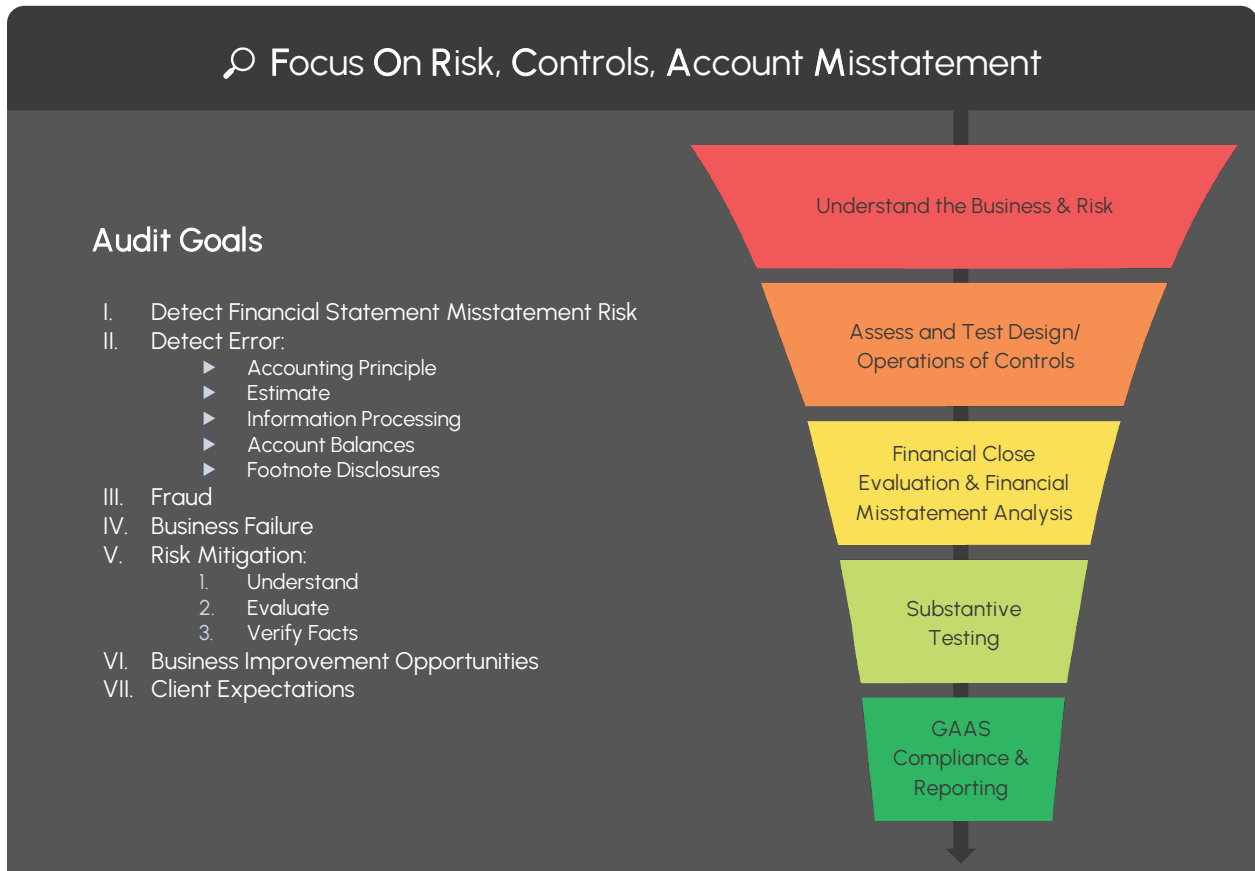 Focus On Risk, Controls, Account Misstatement
Audit Goals
I. Detect Financial Statement Misstatement Risk
II. Detect Error:
Accounting Principle
Estimate
Information Processing
Account Balances
Footnote Disclosures
III. Fraud
IV. Business Failure
V. Risk Mitigation:
1. Understand
2. Evaluate
3. Verify Facts
VI. Business Improvement Opportunities
VII. Client Expectations
Understand the Business & Risk
Assess and Test Design/
Operations of Controls
Financial Close
Evaluation & Financial
Misstatement Analysis
Substantive
Testing
GAAS
Compliance &
Reporting